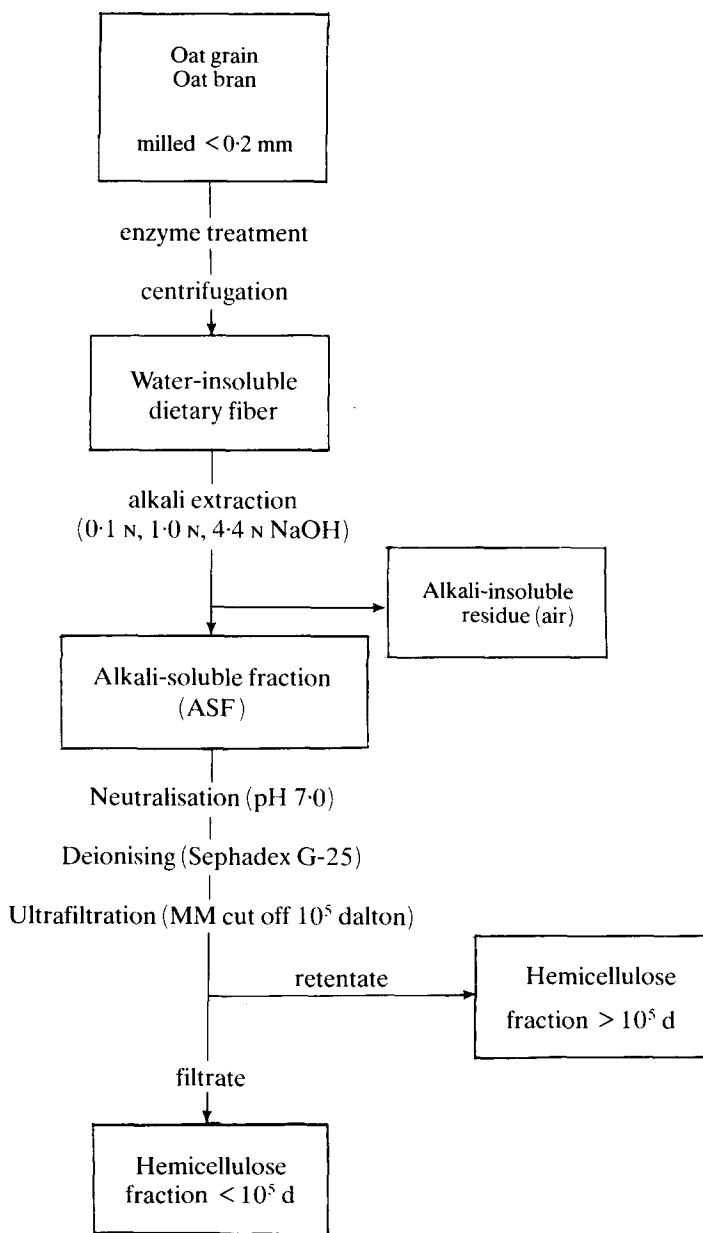 Oat grain
Oat bran
milled <0·2 mm
enzyme treatment
centrifugation
Water-insoluble
dietary fiber
alkali extraction
(0·1 N, 1·0 N, 4·4 N NaOH)
Alkali-insoluble
residue (air)
Alkali-soluble fraction
(ASF)
Neutralisation (pH 7·0)
Deionising (Sephadex G-25)
Ultrafiltration (MM cut off 10⁵ dalton)
retentate
Hemicellulose
fraction > 10⁵ d
filtrate
Hemicellulose
fraction < 10⁵ d